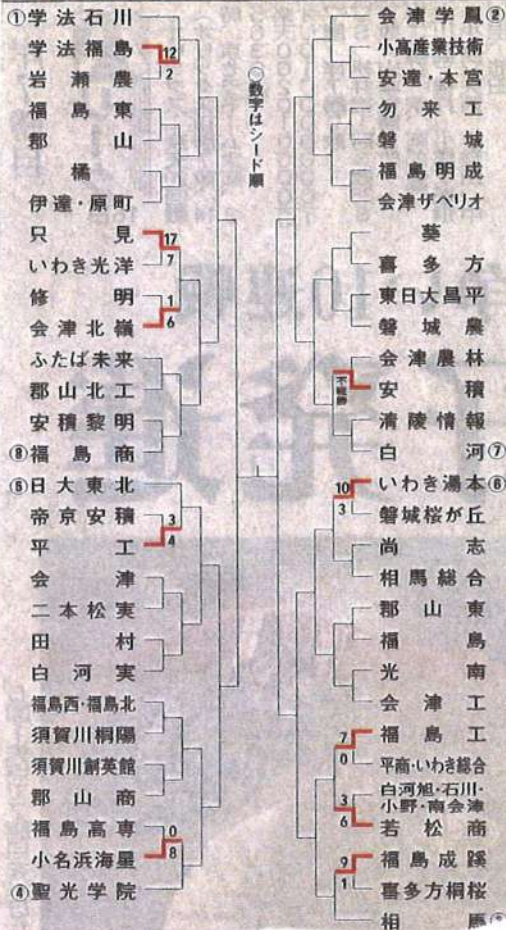 ①学法石川
学法福島
12
2
岩瀬農
福島東
郡山
橘
伊達・原町
只見
17
7
いわき光洋
修明
1
6
会津北嶺
ふたば未来
郡山北工
安積黎明
⑧福島商
⑤日大東北
帝京安積
3
4
平工
会津
二本松実
田村
白河実
福島西・福島北
須賀川桐陽
須賀川創英館
郡山商
福島高専
0
8
小名浜海星
④聖光学院
○数字はシード順
会津学鳳②
小高産業技術
安達・本宮
勿来工
磐城
福島明成
会津ザベリオ
葵
喜多方
東日大昌平
磐城農
会津農林
不戦勝
安積
清陵情報
白河⑦
いわき湯本⑥
10
3
磐城桜が丘
尚志
相馬総合
郡山東
福島
光南
会津工
福島工
7
0
平商・いわき総合
白河旭・石川・
小野・南会津
3
6
若松商
福島成蹊
9
1
喜多方桐桜
相馬